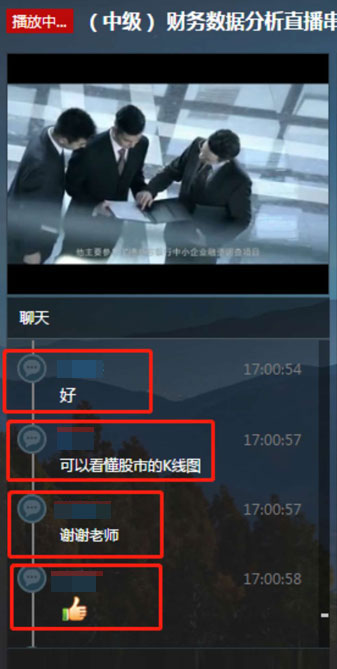 播放中...
（中级）财务数据分析直播串
聊天
17:00:54
好
17:00:57
可以看懂股市的K线图
17:00:57
谢谢老师
17:00:58